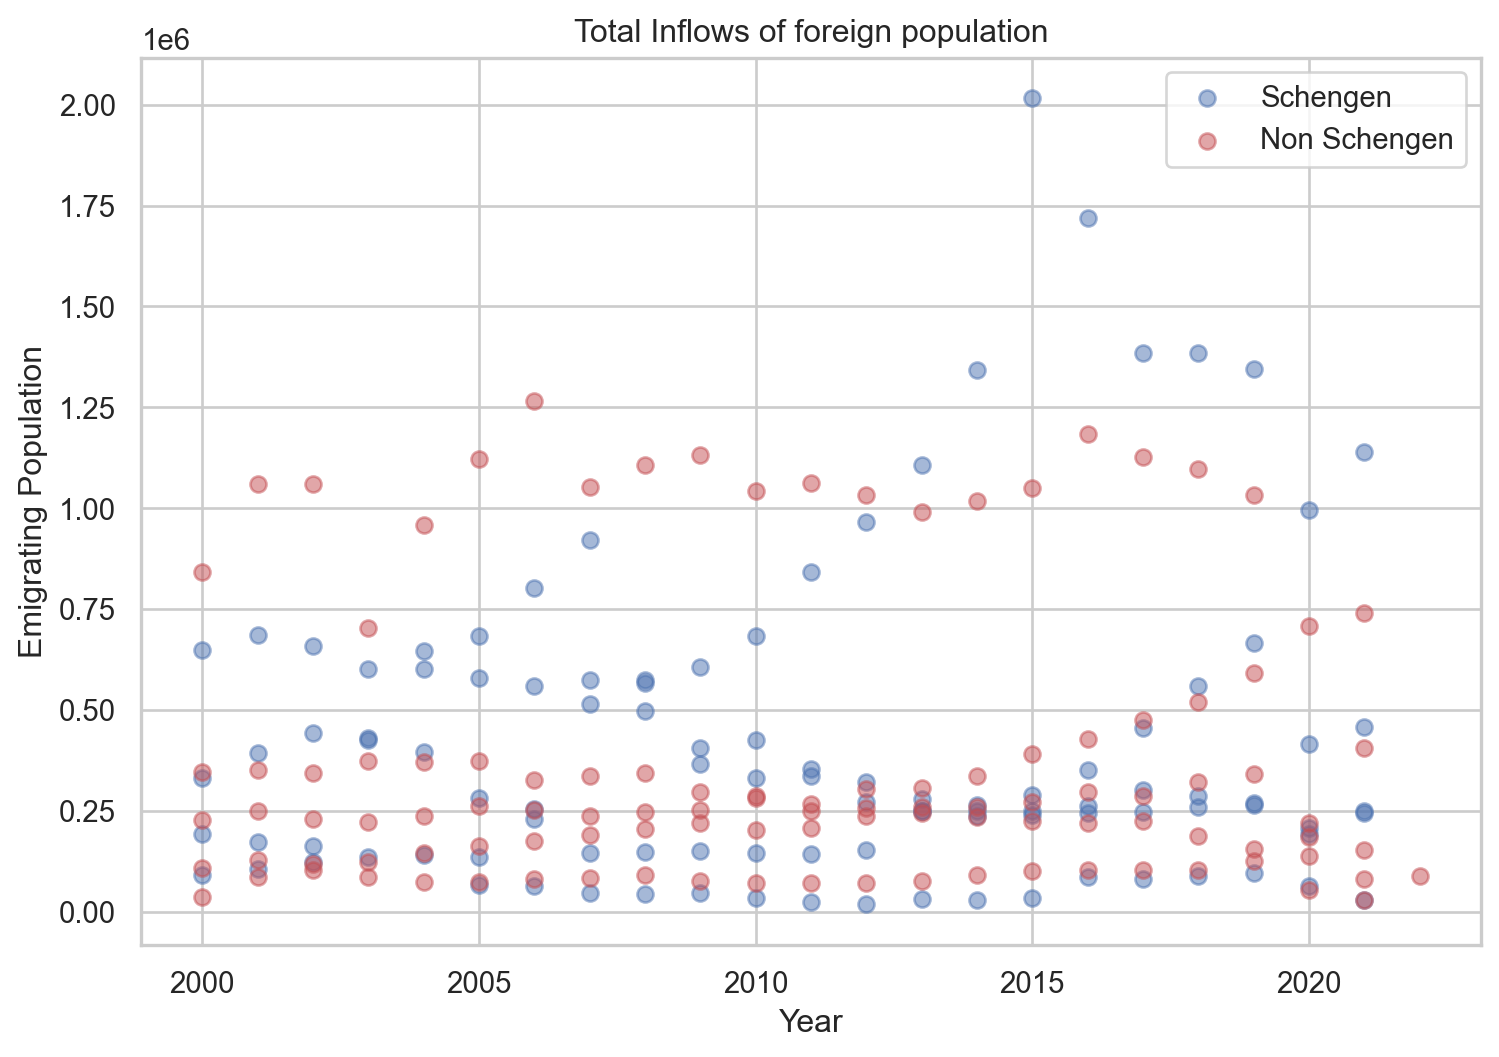 Total Inflows of foreign population
1e6
2.00
1.75
1.50
1.25
1.00
0.75
0.50
0.25
0.00
Emigrating Population
2000
2005
2010
2015
2020
Year
Schengen
Non Schengen